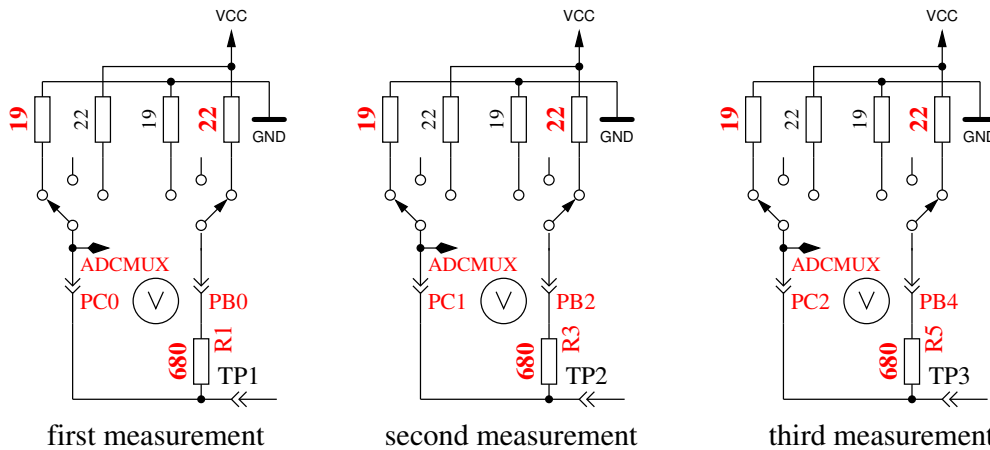 VCC
19
22
19
22
GND
ADCMUX
PC0
V
PB0
R1
680
TP1
first measurement
VCC
19
22
19
22
GND
ADCMUX
PC1
V
PB2
R3
680
TP2
second measurement
VCC
19
22
19
22
GND
ADCMUX
PC2
V
PB4
R5
680
TP3
third measurement